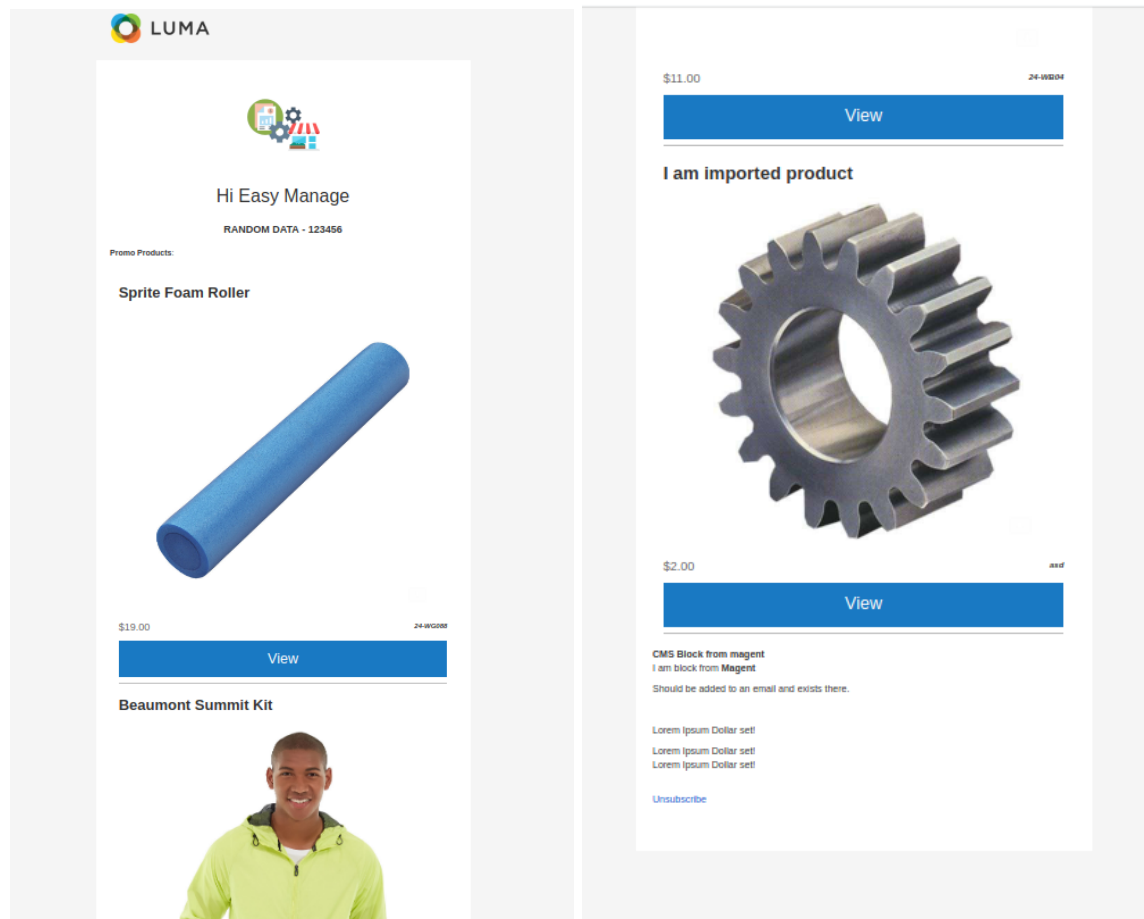 LUMA
Hi Easy Manage
RANDOM DATA - 123456
Promo Products:
Sprite Foam Roller
$19.00 24-WG088
View
Beaumont Summit Kit
$11.00 24-WB04
View
I am imported product
$2.00 asd
View
CMS Block from magent
I am block from Magent
Should be added to an email and exists there.
Lorem Ipsum Dollar set!
Lorem Ipsum Dollar set!
Lorem Ipsum Dollar set!
Unsubscribe